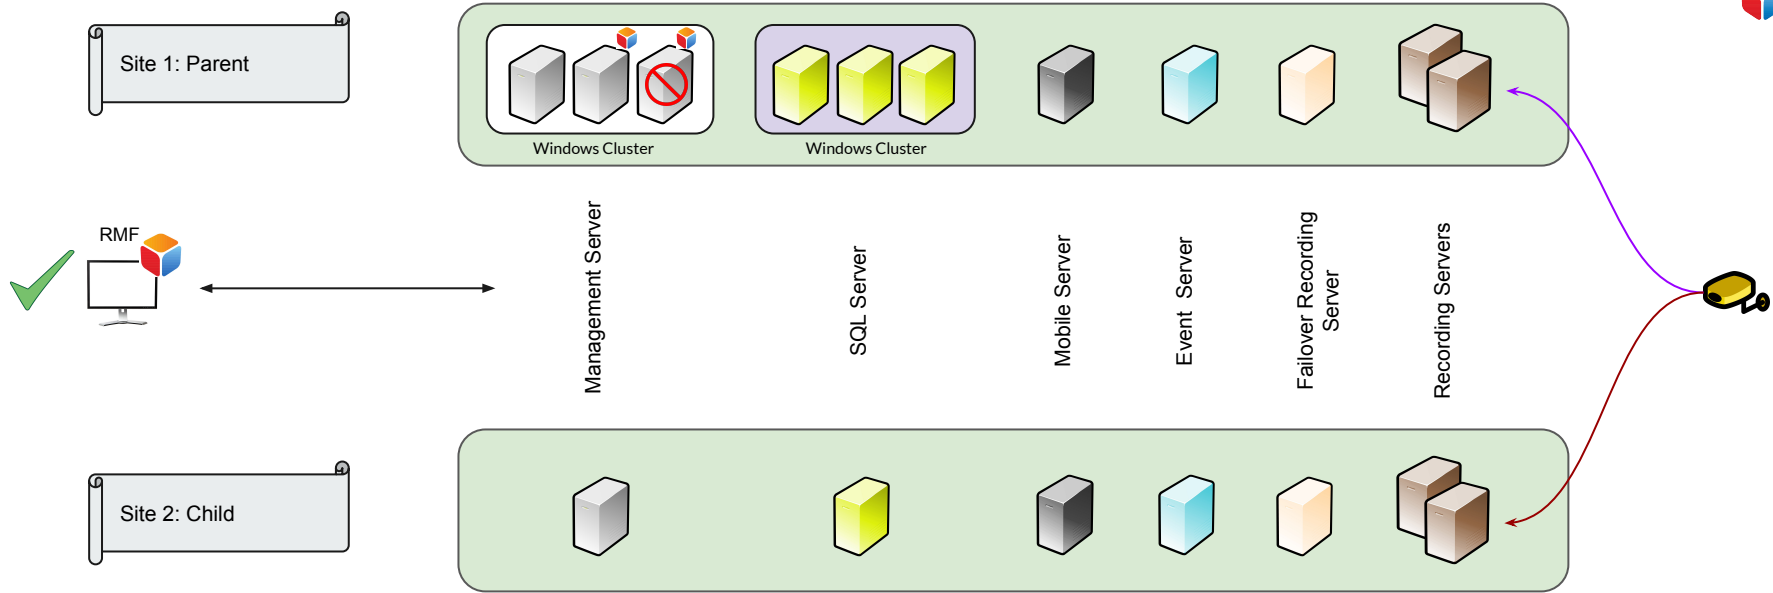 Site 1: Parent
Windows Cluster
Windows Cluster
RMF
Management Server
SQL Server
Mobile Server
Event  Server
Failover Recording
Server
Recording Servers
Site 2: Child